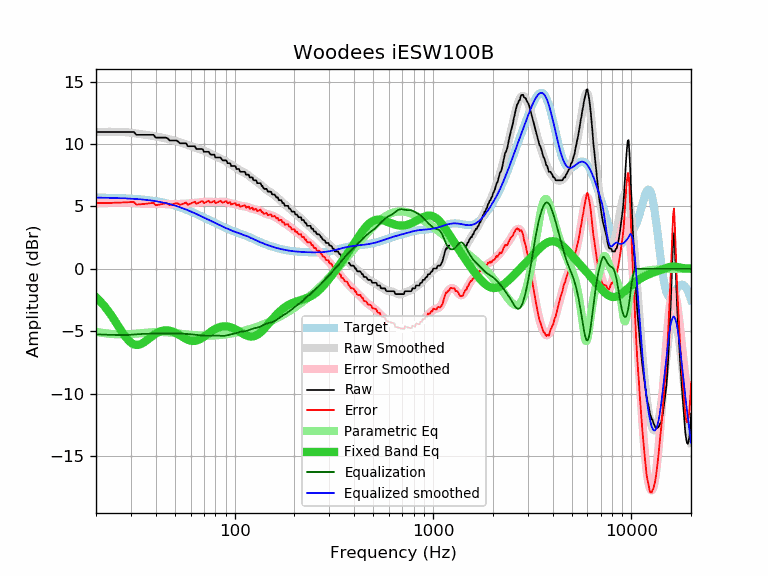 Woodees iESW100B
Amplitude (dBr)
15
10
5
0
−5
−10
−15
Target
Raw Smoothed
Error Smoothed
Raw
Error
Parametric Eq
Fixed Band Eq
Equalization
Equalized smoothed
100
1000
10000
Frequency (Hz)